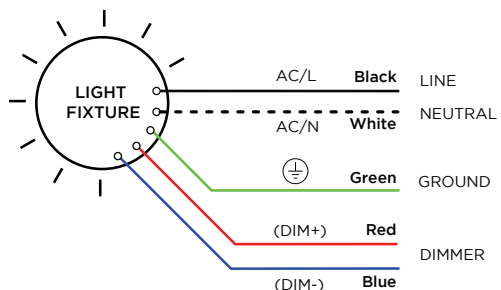 LIGHT
FIXTURE
AC/L Black LINE
AC/N White NEUTRAL
Green GROUND
(DIM+) Red
DIMMER
(DIM-) Blue